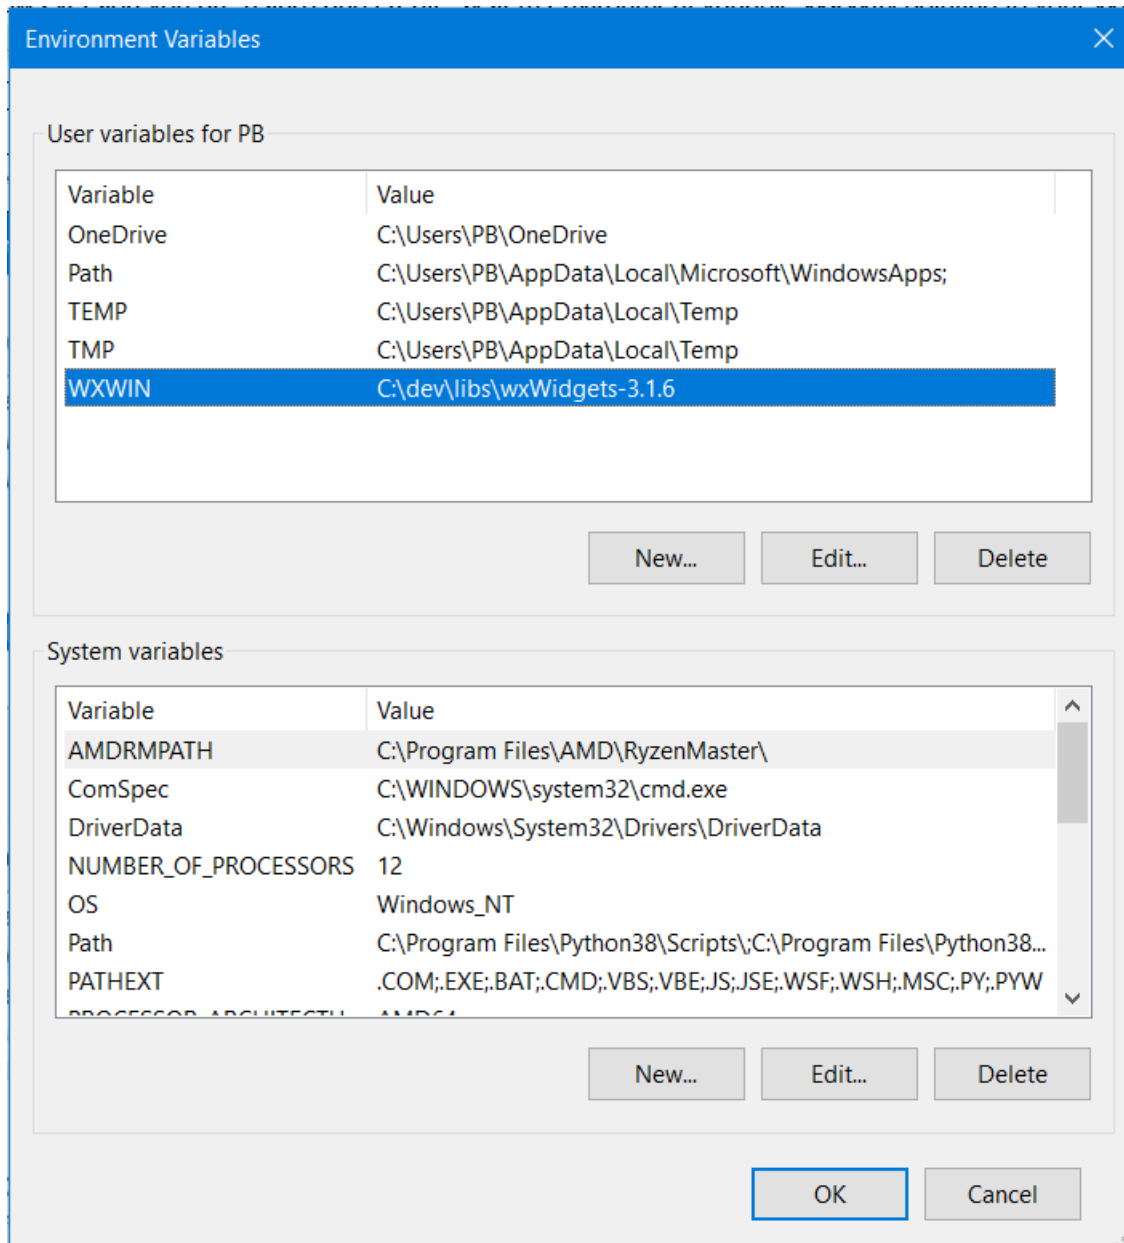 Environment Variables
User variables for PB
Variable Value
OneDrive C:\Users\PB\OneDrive
Path C:\Users\PB\AppData\Local\Microsoft\WindowsApps;
TEMP C:\Users\PB\AppData\Local\Temp
TMP C:\Users\PB\AppData\Local\Temp
WXWIN C:\dev\libs\wxWidgets-3.1.6
New... Edit... Delete
System variables
Variable Value
AMDRMPATH C:\Program Files\AMD\RyzenMaster\
ComSpec C:\WINDOWS\system32\cmd.exe
DriverData C:\Windows\System32\Drivers\DriverData
NUMBER_OF_PROCESSORS 12
OS Windows_NT
Path C:\Program Files\Python38\Scripts\;C:\Program Files\Python38...
PATHEXT .COM;.EXE;.BAT;.CMD;.VBS;.VBE;.JS;.JSE;.WSF;.WSH;.MSC;.PY;.PYW
New... Edit... Delete
OK Cancel